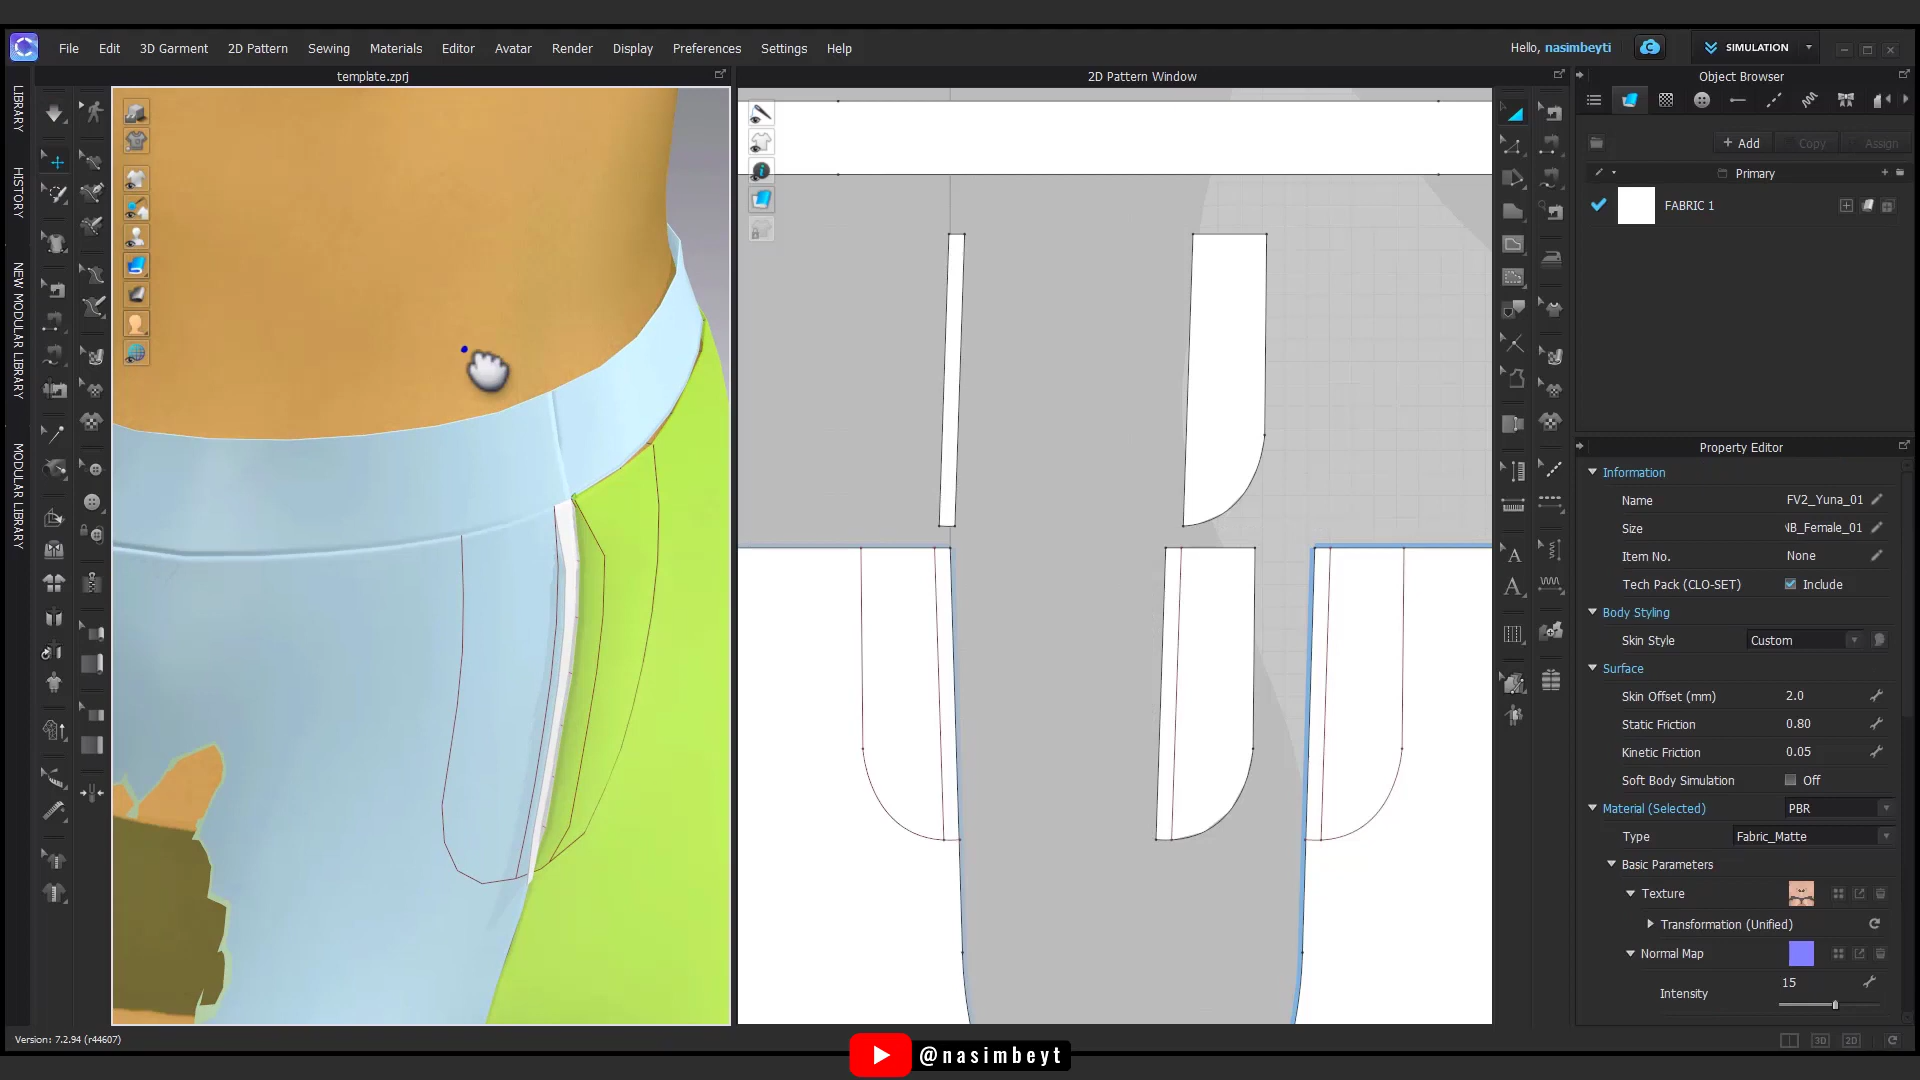 File
Edit
3D Garment
2D Pattern
Sewing
Materials
Editor
Avatar
Render
Display
Preferences
Settings
Help
Hello, nasimbeyti
SIMULATION
template.zprj
2D Pattern Window
Object Browser
LIBRARY
HISTORY
NEW MODULAR LIBRARY
MODULAR LIBRARY
+ Add
Copy
Assign
Primary
FABRIC 1
Property Editor
Information
Name FV2_Yuna_01
Size NB_Female_01
Item No. None
Tech Pack (CLO-SET) Include
Body Styling
Skin Style Custom
Surface
Skin Offset (mm) 2.0
Static Friction 0.80
Kinetic Friction 0.05
Soft Body Simulation Off
Material (Selected) PBR
Type Fabric_Matte
Basic Parameters
Texture
Transformation (Unified)
Normal Map
Intensity 15
Version: 7.2.94 (r44607)
3D
2D
@nasimbeyt